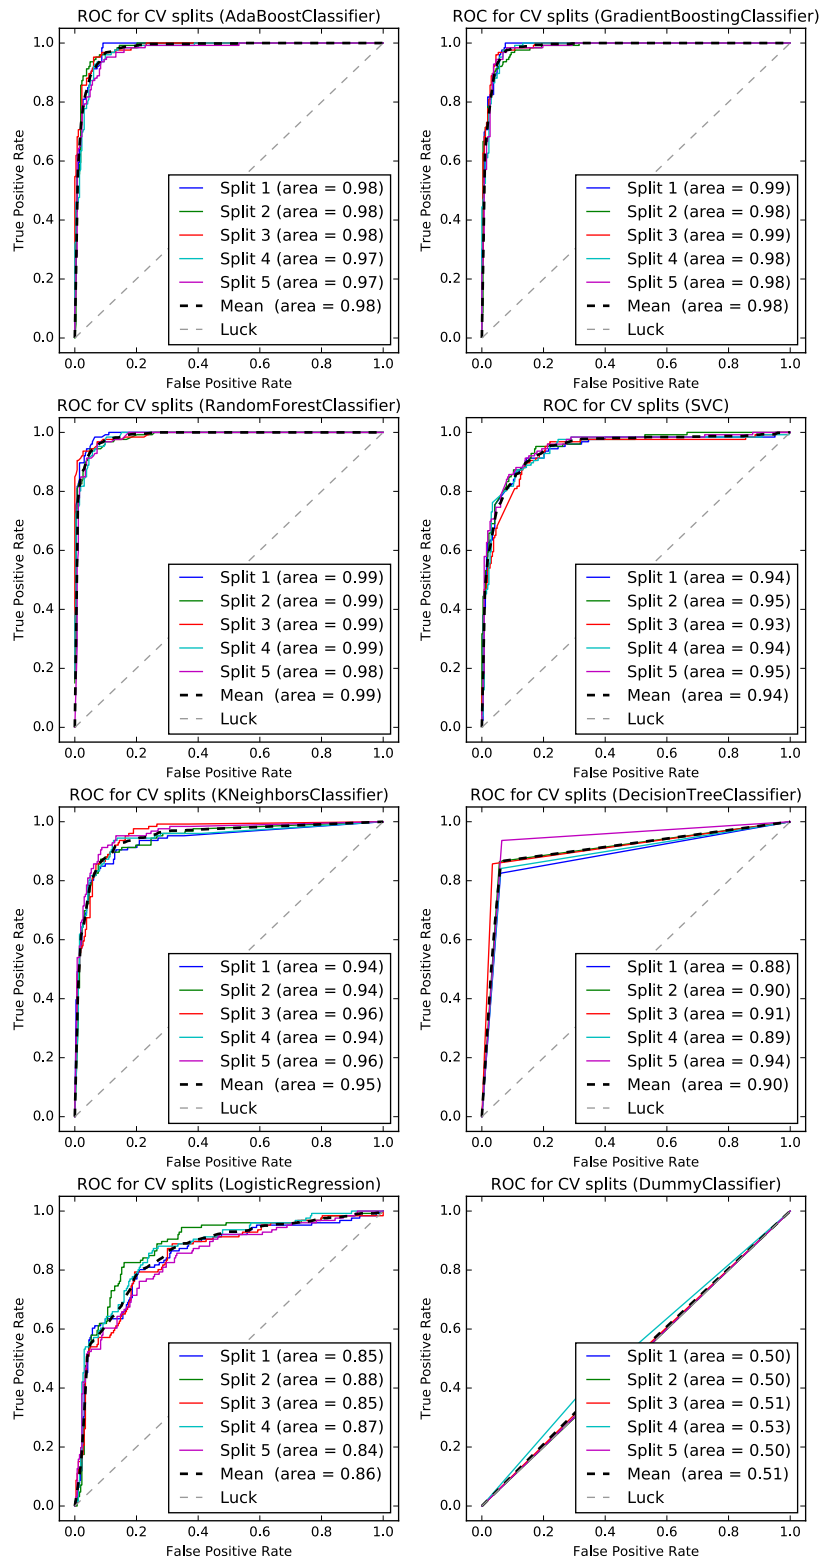 ROC for CV splits (AdaBoostClassifier)
True Positive Rate
1.0
0.8
0.6
0.4
0.2
0.0
Split 1 (area = 0.98)
Split 2 (area = 0.98)
Split 3 (area = 0.98)
Split 4 (area = 0.97)
Split 5 (area = 0.97)
Mean (area = 0.98)
Luck
0.0 0.2 0.4 0.6 0.8 1.0
False Positive Rate
ROC for CV splits (GradientBoostingClassifier)
True Positive Rate
1.0
0.8
0.6
0.4
0.2
0.0
Split 1 (area = 0.99)
Split 2 (area = 0.98)
Split 3 (area = 0.99)
Split 4 (area = 0.98)
Split 5 (area = 0.98)
Mean (area = 0.98)
Luck
0.0 0.2 0.4 0.6 0.8 1.0
False Positive Rate
ROC for CV splits (RandomForestClassifier)
True Positive Rate
1.0
0.8
0.6
0.4
0.2
0.0
Split 1 (area = 0.99)
Split 2 (area = 0.99)
Split 3 (area = 0.99)
Split 4 (area = 0.99)
Split 5 (area = 0.98)
Mean (area = 0.99)
Luck
0.0 0.2 0.4 0.6 0.8 1.0
False Positive Rate
ROC for CV splits (SVC)
True Positive Rate
1.0
0.8
0.6
0.4
0.2
0.0
Split 1 (area = 0.94)
Split 2 (area = 0.95)
Split 3 (area = 0.93)
Split 4 (area = 0.94)
Split 5 (area = 0.95)
Mean (area = 0.94)
Luck
0.0 0.2 0.4 0.6 0.8 1.0
False Positive Rate
ROC for CV splits (KNeighborsClassifier)
True Positive Rate
1.0
0.8
0.6
0.4
0.2
0.0
Split 1 (area = 0.94)
Split 2 (area = 0.94)
Split 3 (area = 0.96)
Split 4 (area = 0.94)
Split 5 (area = 0.96)
Mean (area = 0.95)
Luck
0.0 0.2 0.4 0.6 0.8 1.0
False Positive Rate
ROC for CV splits (DecisionTreeClassifier)
True Positive Rate
1.0
0.8
0.6
0.4
0.2
0.0
Split 1 (area = 0.88)
Split 2 (area = 0.90)
Split 3 (area = 0.91)
Split 4 (area = 0.89)
Split 5 (area = 0.94)
Mean (area = 0.90)
Luck
0.0 0.2 0.4 0.6 0.8 1.0
False Positive Rate
ROC for CV splits (LogisticRegression)
True Positive Rate
1.0
0.8
0.6
0.4
0.2
0.0
Split 1 (area = 0.85)
Split 2 (area = 0.88)
Split 3 (area = 0.85)
Split 4 (area = 0.87)
Split 5 (area = 0.84)
Mean (area = 0.86)
Luck
0.0 0.2 0.4 0.6 0.8 1.0
False Positive Rate
ROC for CV splits (DummyClassifier)
True Positive Rate
1.0
0.8
0.6
0.4
0.2
0.0
Split 1 (area = 0.50)
Split 2 (area = 0.50)
Split 3 (area = 0.51)
Split 4 (area = 0.53)
Split 5 (area = 0.50)
Mean (area = 0.51)
Luck
0.0 0.2 0.4 0.6 0.8 1.0
False Positive Rate